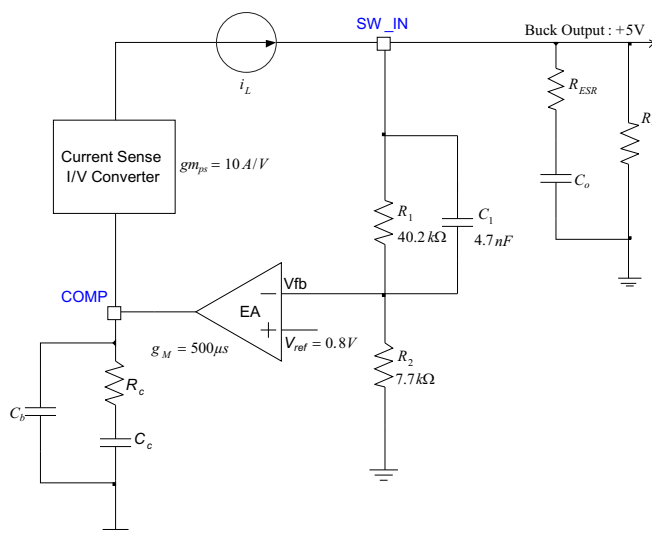 SW_IN
Buck Output : +5V
i_L
R_ESR
R
Current Sense
I/V Converter
gm_ps = 10 A/V
C_o
R_1
40.2 kΩ
C_1
4.7nF
COMP
EA
Vfb
V_ref = 0.8V
g_M = 500μs
R_2
7.7kΩ
R_c
C_b
C_c